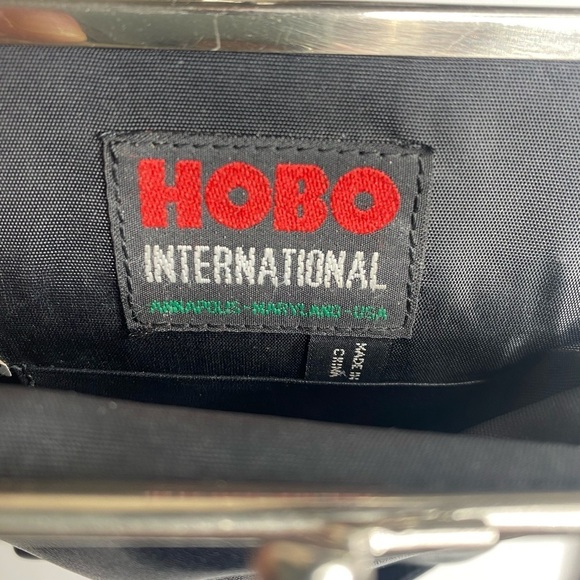 HOBO
INTERNATIONAL
ANNAPOLIS-MARYLAND-USA
MADE IN
CHINA